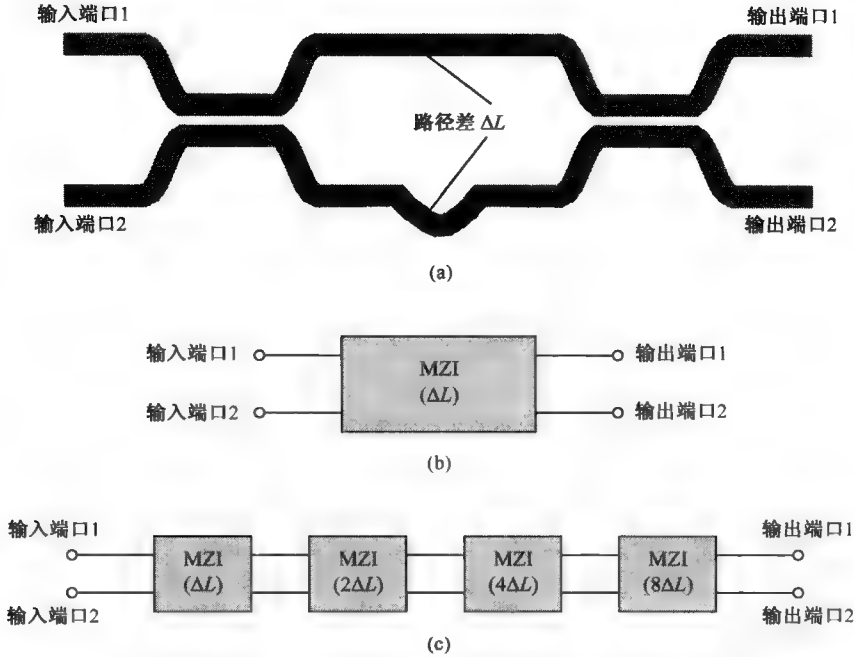 输入端口1
输出端口1
路径差 ΔL
输入端口2
输出端口2
(a)
输入端口1
MZI
(ΔL)
输出端口1
输入端口2
输出端口2
(b)
输入端口1
输出端口1
MZI
(ΔL)
MZI
(2ΔL)
MZI
(4ΔL)
MZI
(8ΔL)
输入端口2
输出端口2
(c)